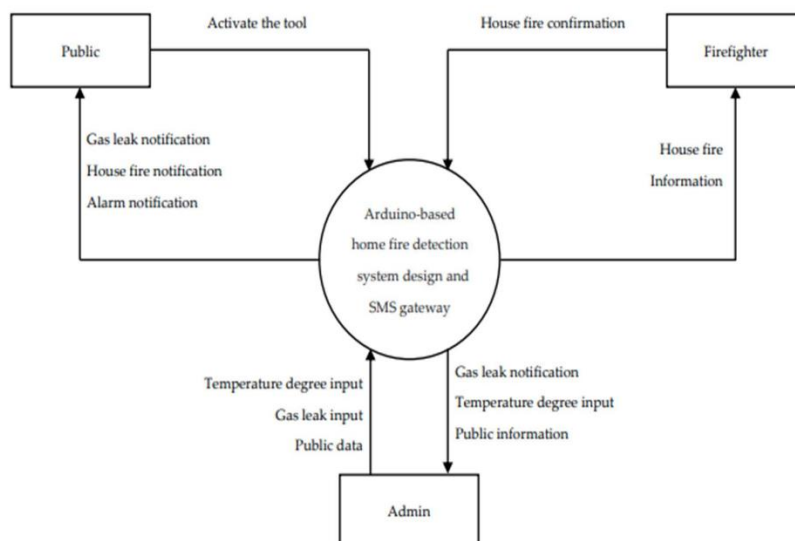 Activate the tool
House fire confirmation
Public
Firefighter
Gas leak notification
House fire notification
Alarm notification
House fire
Information
Arduino-based
home fire detection
system design and
SMS gateway
Temperature degree input
Gas leak input
Public data
Gas leak notification
Temperature degree input
Public information
Admin